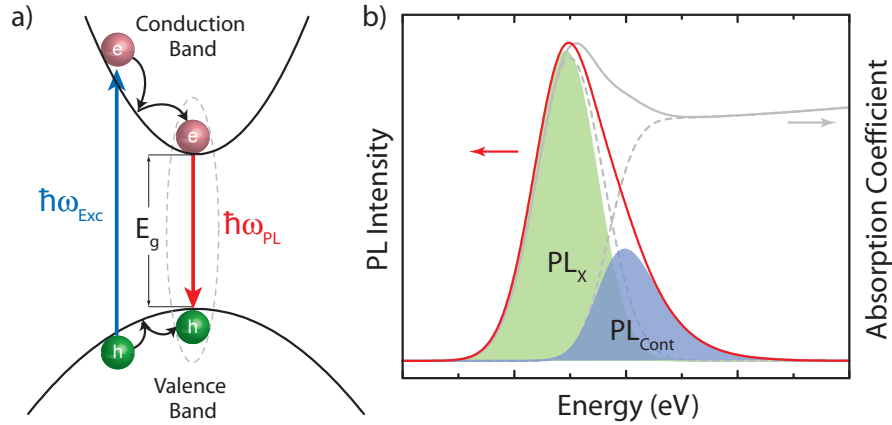 a)
Conduction
Band
e
e
ħω_Exc
E_g
ħω_PL
h
h
Valence
Band
b)
PL Intensity
PL_X
PL_Cont
Energy (eV)
Absorption Coefficient